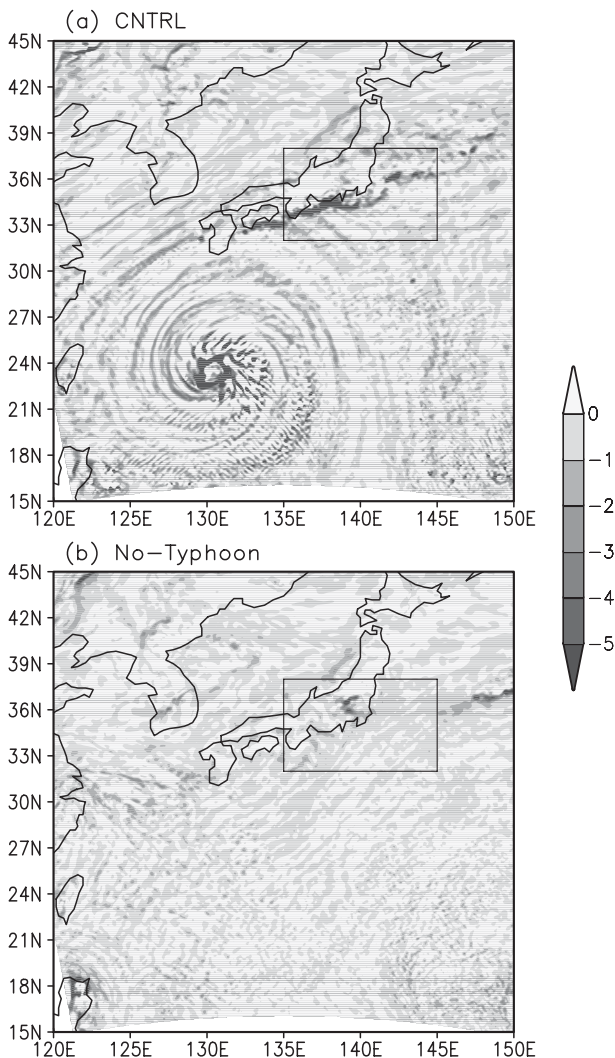 (a) CNTRL
45N
42N
39N
36N
33N
30N
27N
24N
21N
18N
15N
120E 125E 130E 135E 140E 145E 150E
0
-1
-2
-3
-4
-5
(b) No-Typhoon
45N
42N
39N
36N
33N
30N
27N
24N
21N
18N
15N
120E 125E 130E 135E 140E 145E 150E